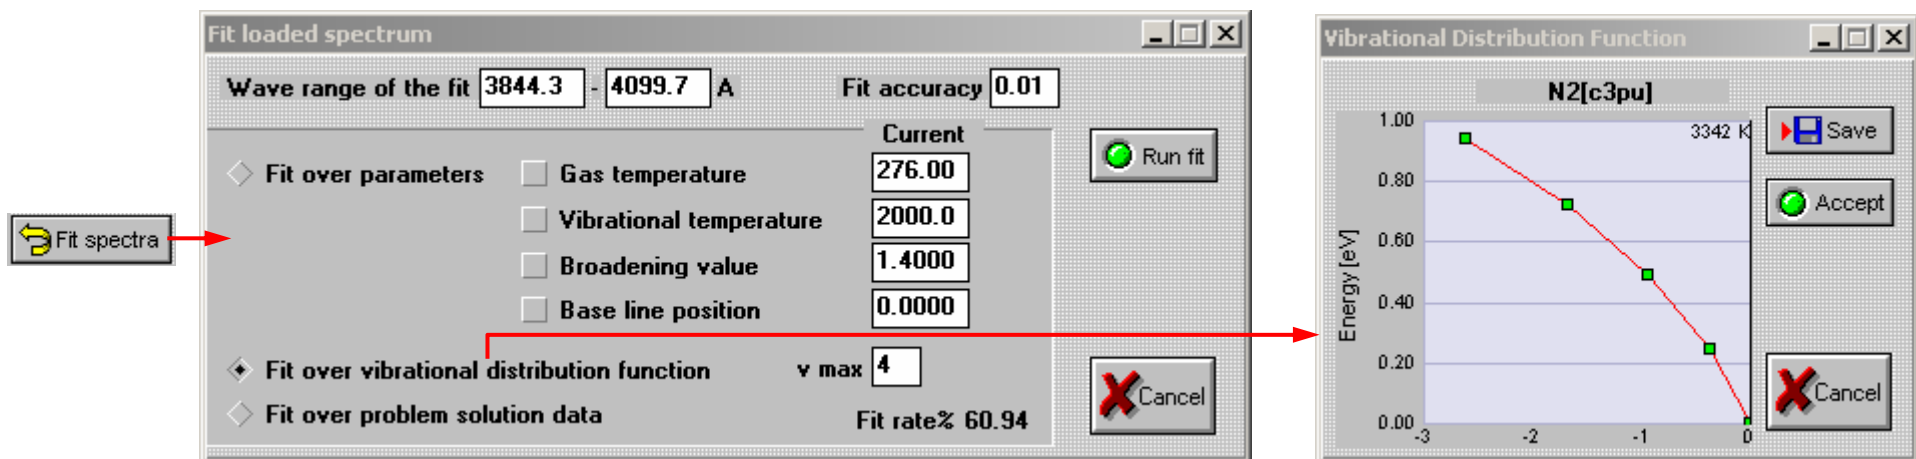 Fit spectra
Fit loaded spectrum
Wave range of the fit 3844.3 - 4099.7 A Fit accuracy 0.01
Current
Fit over parameters Gas temperature 276.00
Vibrational temperature 2000.0
Broadening value 1.4000
Base line position 0.0000
Fit over vibrational distribution function v max 4
Fit over problem solution data Fit rate% 60.94
Run fit
Cancel
Vibrational Distribution Function
N2[c3pu]
3342 K
Energy [eV]
1.00
0.80
0.60
0.40
0.20
0.00
-3 -2 -1 0
Save
Accept
Cancel